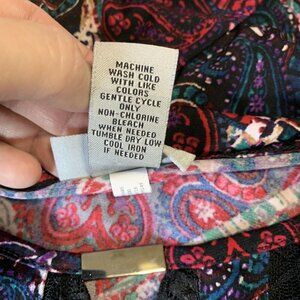 MACHINE
WASH COLD
WITH LIKE
COLORS
GENTLE CYCLE
ONLY
NON-CHLORINE
BLEACH
WHEN NEEDED
TUMBLE DRY LOW
COOL IRON
IF NEEDED